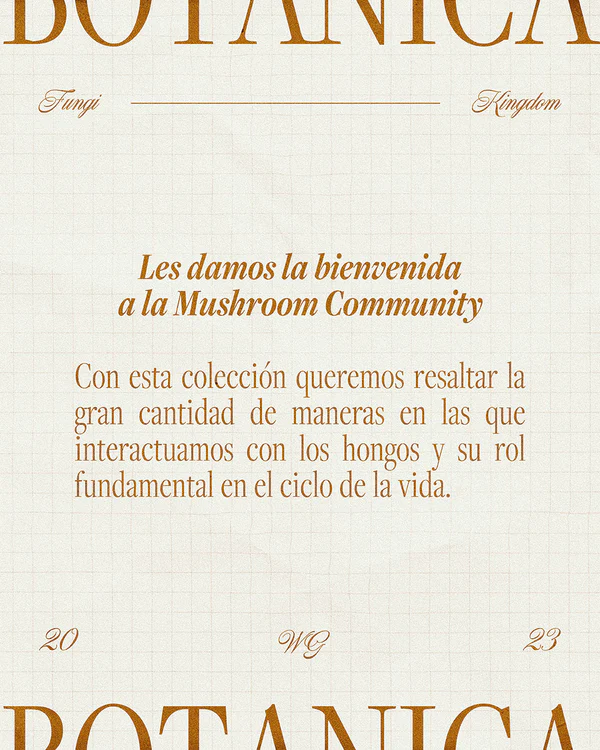 BOTANICA
Fungi Kingdom
Les damos la bienvenida
a la Mushroom Community
Con esta colección queremos resaltar la
gran cantidad de maneras en las que
interactuamos con los hongos y su rol
fundamental en el ciclo de la vida.
20 WG 23
BOTANICA